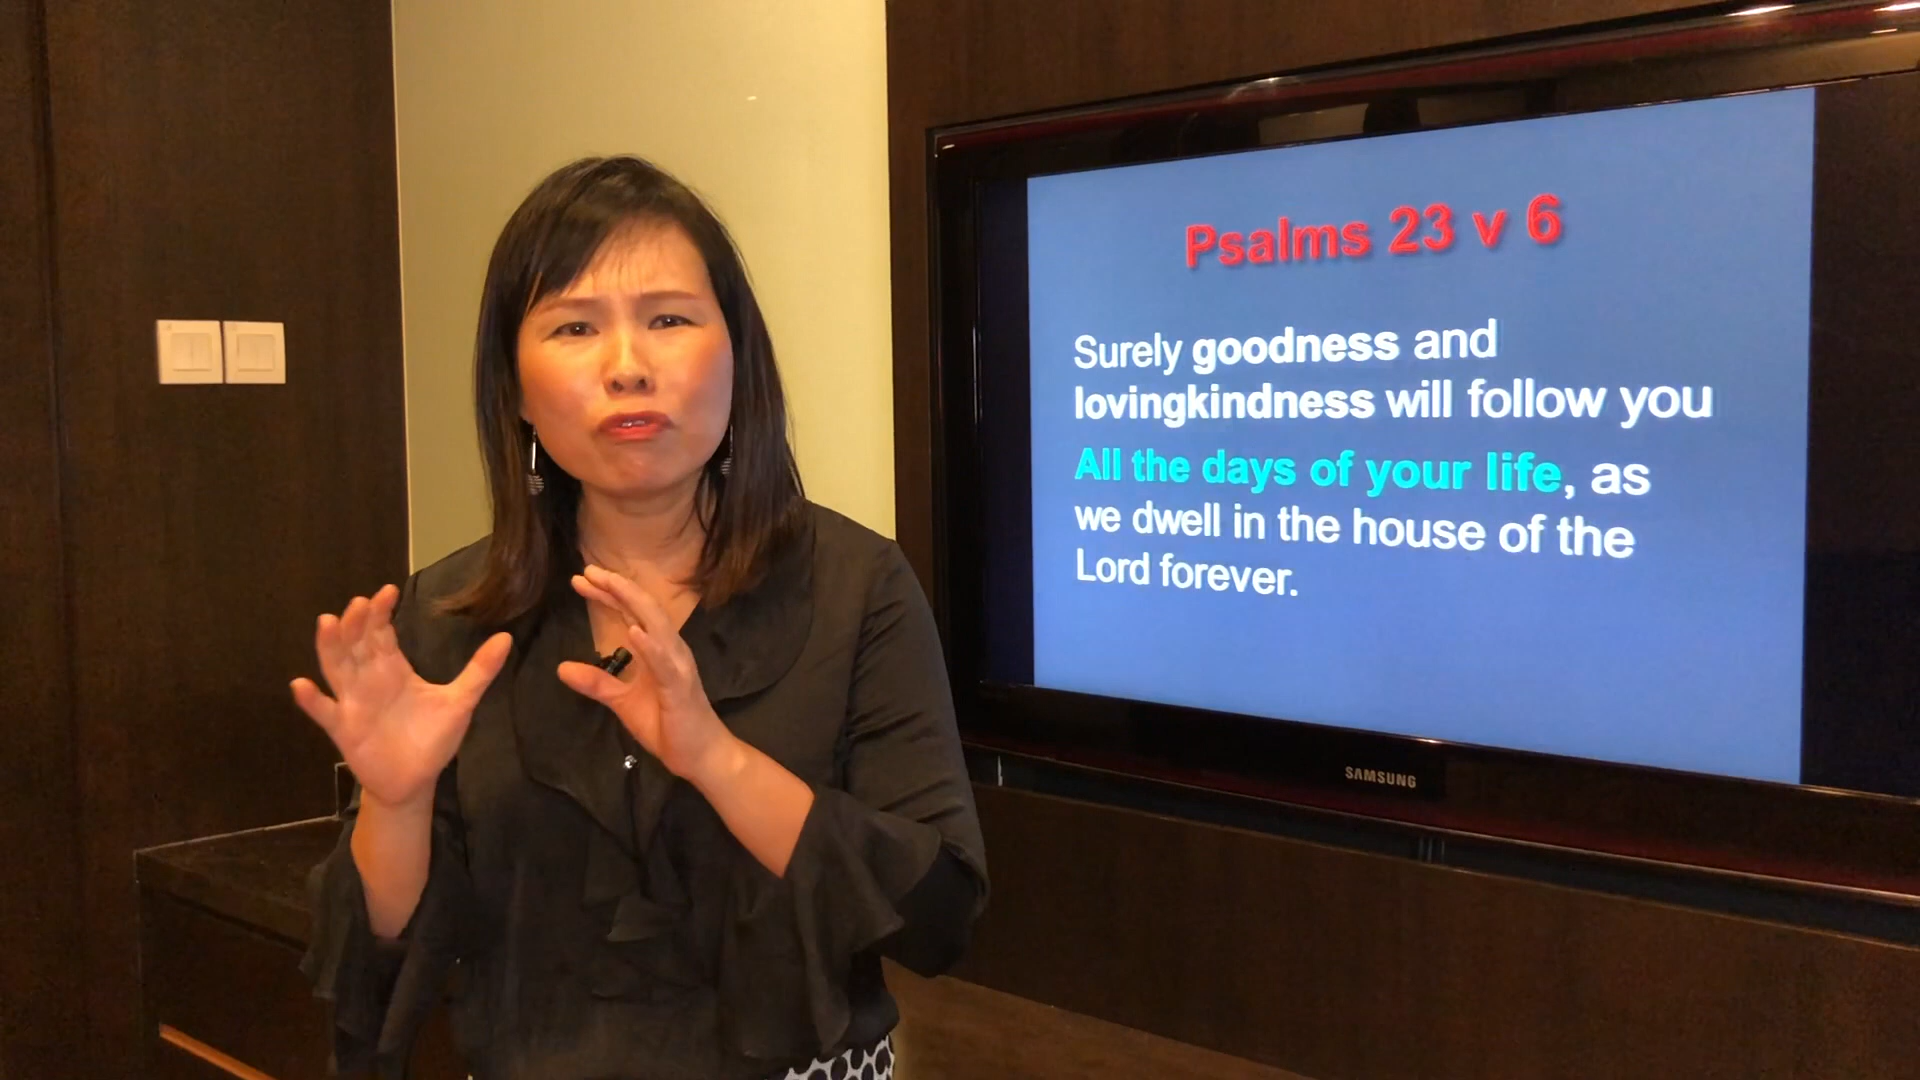 Psalms 23 v 6
Surely goodness and
lovingkindness will follow you
All the days of your life, as
we dwell in the house of the
Lord forever.
SAMSUNG